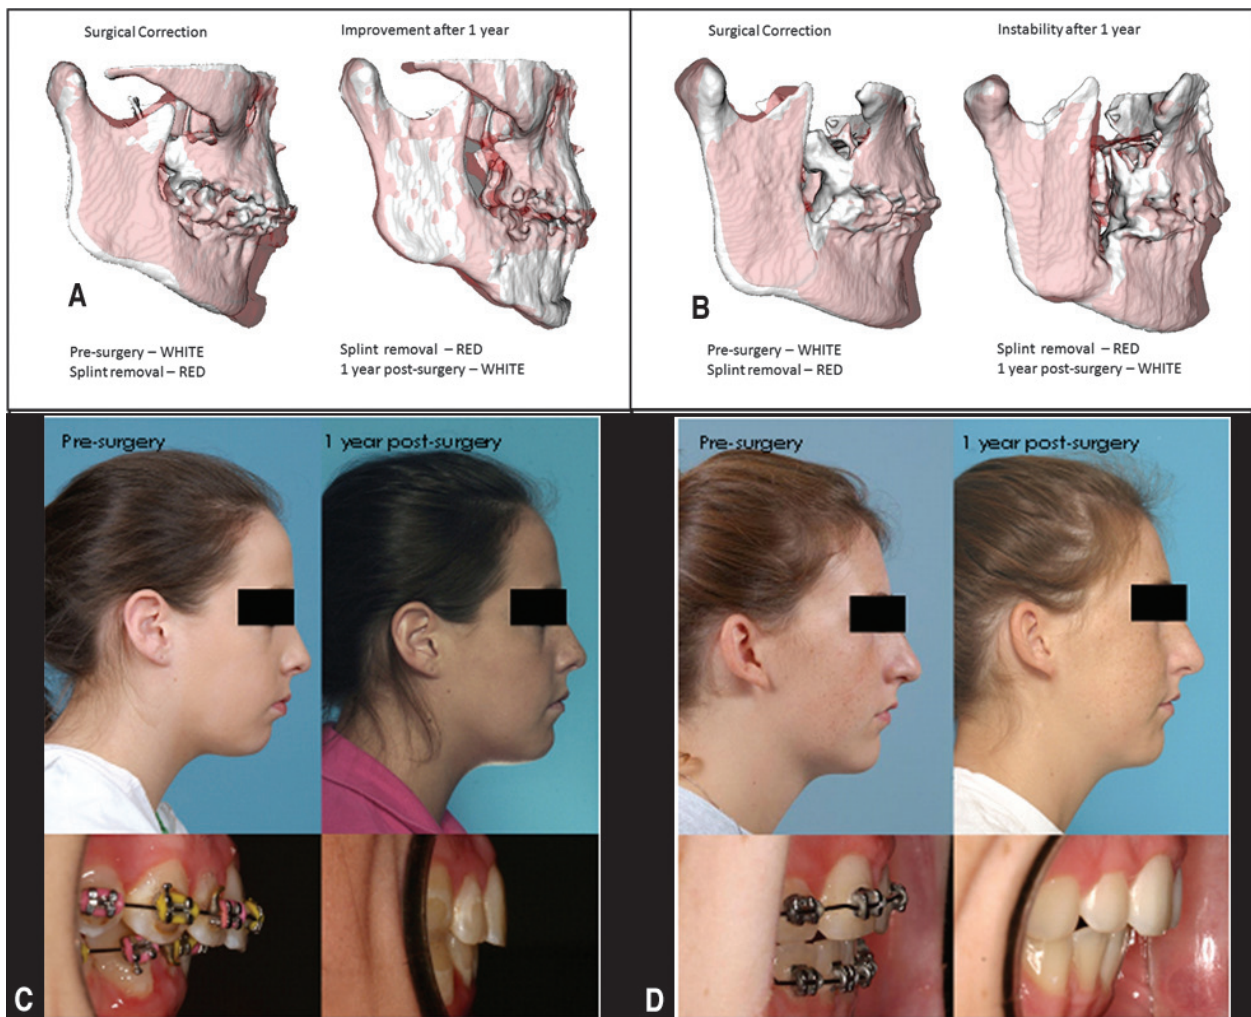 Surgical Correction
Improvement after 1 year
A
Pre-surgery – WHITE
Splint removal – RED
Splint removal – RED
1 year post-surgery – WHITE
Surgical Correction
Instability after 1 year
B
Pre-surgery – WHITE
Splint removal – RED
Splint removal – RED
1 year post-surgery – WHITE
Pre-surgery
1 year post-surgery
C
Pre-surgery
1 year post-surgery
D